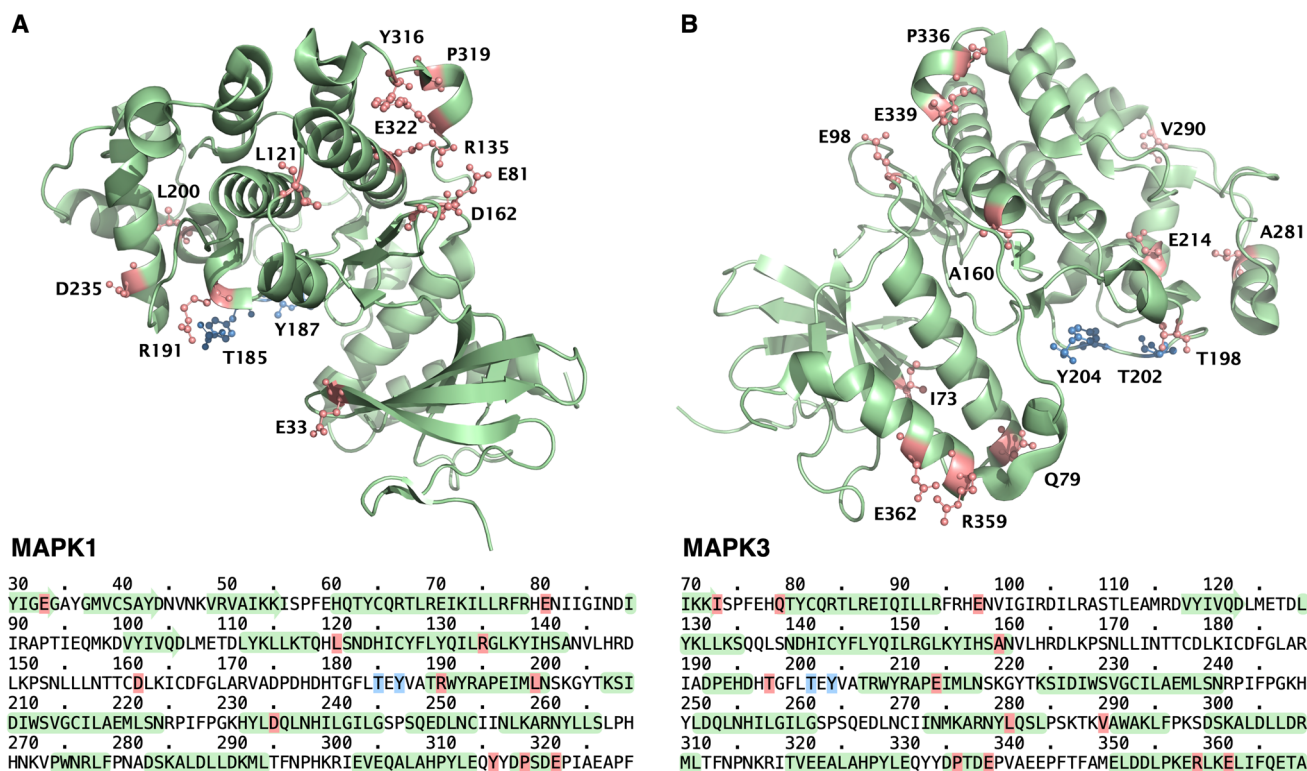 A
Y316
P319
E322
R135
L121
E81
L200
D162
D235
Y187
R191
T185
E33
B
P336
E339
E98
V290
E214
A281
A160
Y204
T202
T198
I73
Q79
E362
R359
MAPK1
30 . 40 . 50 . 60 . 70 . 80 .
YIGEGAYGMVCSAYDNVNKVRVAIKKISPFEHQTYCQRTLREIKILLRFRHENIIGINDI
90 . 100 . 110 . 120 . 130 . 140 .
IRAPTIEQMKDVYIVQDLMETDLYKLLKTQHLSNDHICYFLYQILRGLKYIHSANVLHRD
150 . 160 . 170 . 180 . 190 . 200 .
LKPSNLLLNTTCDLKICDFGLARVADPDHDHTGFLTEYVATRWYRAPEIMLNSKGYTKSI
210 . 220 . 230 . 240 . 250 . 260 .
DIWSVGCILAEMLSNRPIFPGKHYLDQLNHILGILGSPSQEDLNCIINLKARNYLLSLPH
270 . 280 . 290 . 300 . 310 . 320 .
HNKVPWNRLFPNADSKALDLLDKMLTFNPHKRIEVEQALAHPYLEQYYDPSDEPIAEAPF
MAPK3
70 . 80 . 90 . 100 . 110 . 120 .
IKKISPFEHQTYCQRTLREIQILLRFRHENVIGIRDILRASTLEAMRDVYIVQDLMETDL
130 . 140 . 150 . 160 . 170 . 180 .
YKLLKSQQLSNDHICYFLYQILRGLKYIHSANVLHRDLKPSNLLINTTCDLKICDFGLAR
190 . 200 . 210 . 220 . 230 . 240 .
IADPEHDHTGFLTEYVATRWYRAPEIMLNSKGYTKSIDIWSVGCILAEMLSNRPIFPGKH
250 . 260 . 270 . 280 . 290 . 300 .
YLDQLNHILGILGSPSQEDLNCIINMKARNYLQSLPSKTKVAWAKLFPKSDSKALDLLDR
310 . 320 . 330 . 340 . 350 . 360 .
MLTFNPNKRITVEEALAHPYLEQYYDPTDEPVAEEPFTFAMELDDLPKERLKELIFQETA